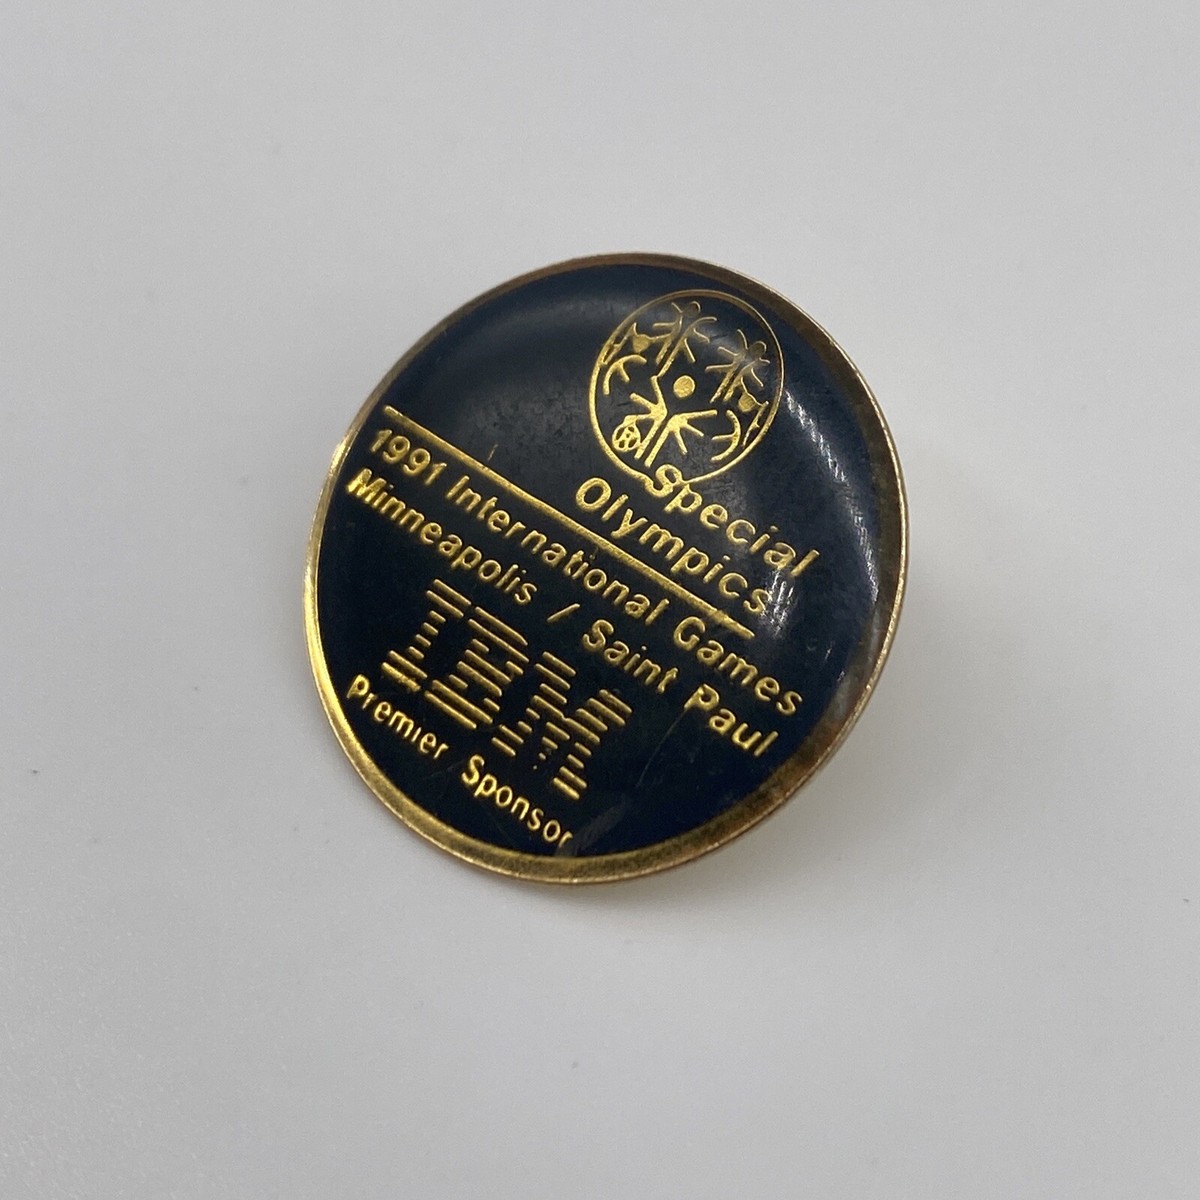 Special
Olympics
1991 International Games
Minneapolis / Saint Paul
IBM
Premier Sponsor